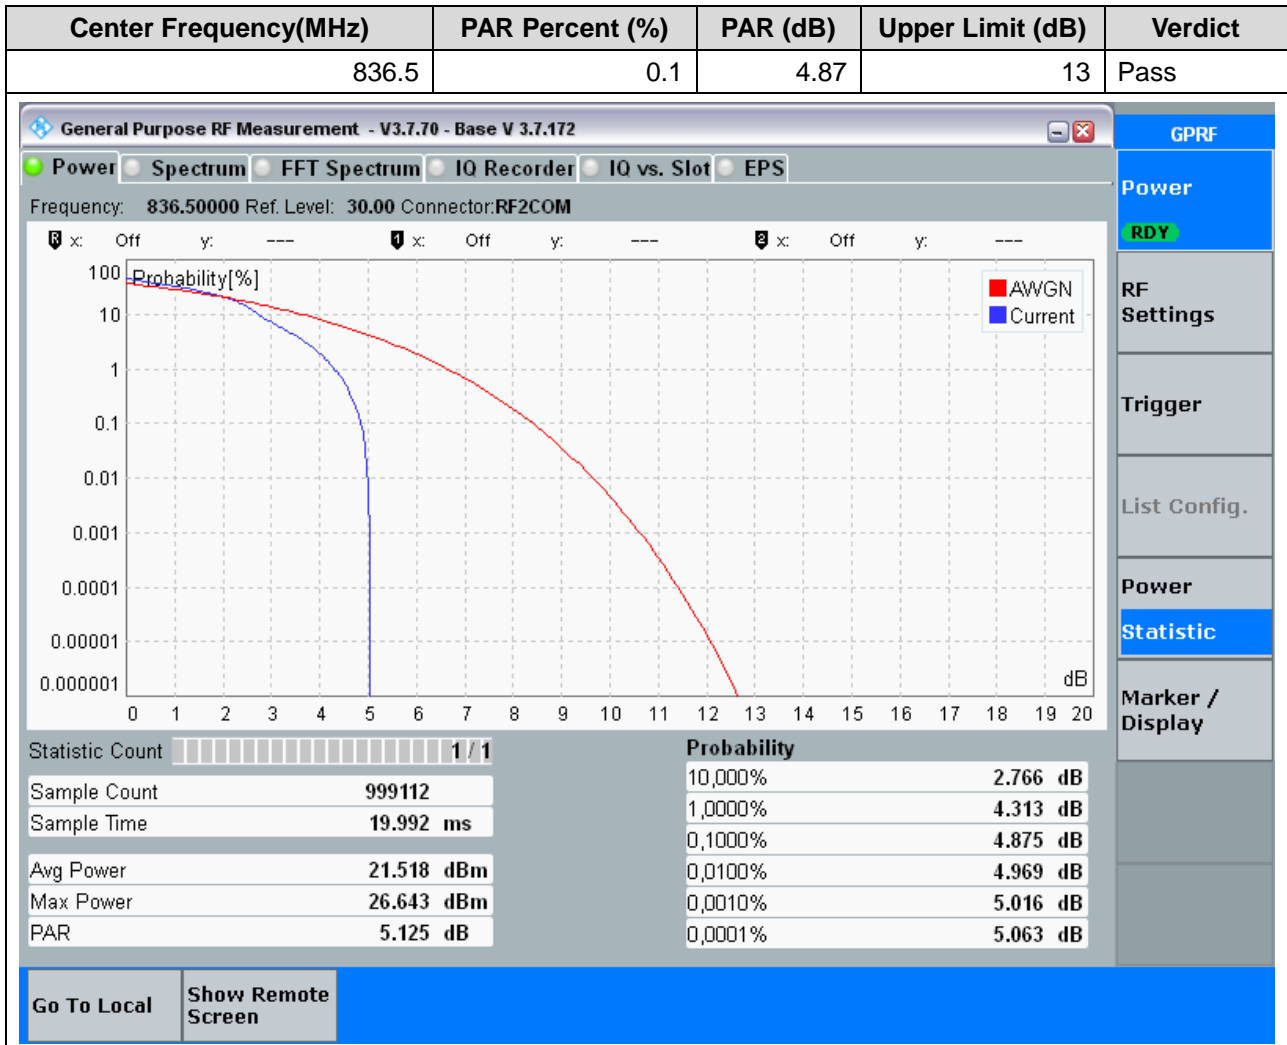 Center Frequency(MHz) PAR Percent (%) PAR (dB) Upper Limit (dB) Verdict
836.5 0.1 4.87 13 Pass
General Purpose RF Measurement - V3.7.70 - Base V 3.7.172
GPRF
Power Spectrum FFT Spectrum IQ Recorder IQ vs. Slot EPS
Power
RDY
Frequency: 836.50000 Ref. Level: 30.00 Connector:RF2COM
R x: Off y: --- 1 x: Off y: --- 2 x: Off y: ---
Probability[%]
AWGN
Current
100
10
1
0.1
0.01
0.001
0.0001
0.00001
0.000001
dB
0 1 2 3 4 5 6 7 8 9 10 11 12 13 14 15 16 17 18 19 20
RF
Settings
Trigger
List Config.
Power
Statistic
Marker /
Display
Statistic Count 1 / 1
Sample Count 999112
Sample Time 19.992 ms
Avg Power 21.518 dBm
Max Power 26.643 dBm
PAR 5.125 dB
Probability
10,000% 2.766 dB
1,0000% 4.313 dB
0,1000% 4.875 dB
0,0100% 4.969 dB
0,0010% 5.016 dB
0,0001% 5.063 dB
Go To Local
Show Remote
Screen